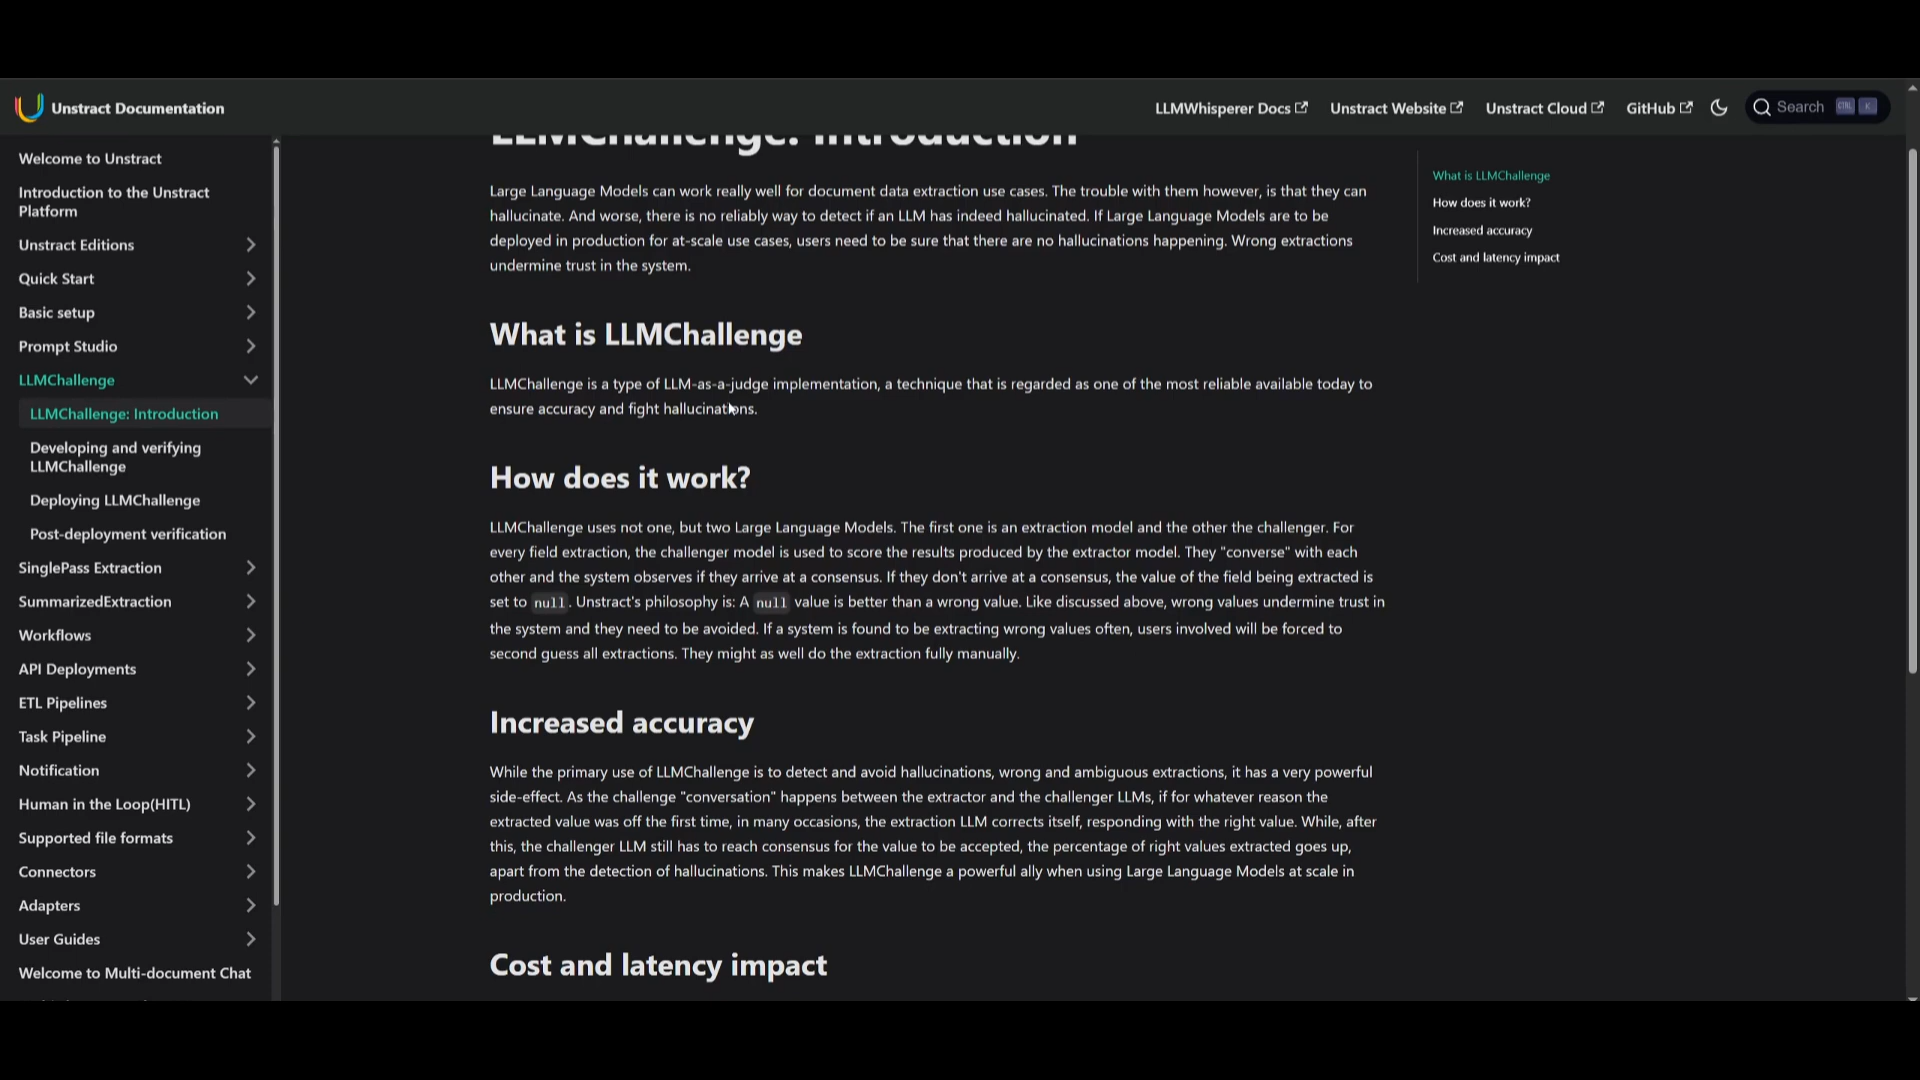 Unstract Documentation
LLMWhisperer Docs
Unstract Website
Unstract Cloud
GitHub
Search
CTRL K
Welcome to Unstract
Introduction to the Unstract
Platform
Unstract Editions
Quick Start
Basic setup
Prompt Studio
LLMChallenge
LLMChallenge: Introduction
Developing and verifying
LLMChallenge
Deploying LLMChallenge
Post-deployment verification
SinglePass Extraction
SummarizedExtraction
Workflows
API Deployments
ETL Pipelines
Task Pipeline
Notification
Human in the Loop(HITL)
Supported file formats
Connectors
Adapters
User Guides
Welcome to Multi-document Chat
LLMChallenge: Introduction
Large Language Models can work really well for document data extraction use cases. The trouble with them however, is that they can
hallucinate. And worse, there is no reliably way to detect if an LLM has indeed hallucinated. If Large Language Models are to be
deployed in production for at-scale use cases, users need to be sure that there are no hallucinations happening. Wrong extractions
undermine trust in the system.
What is LLMChallenge
LLMChallenge is a type of LLM-as-a-judge implementation, a technique that is regarded as one of the most reliable available today to
ensure accuracy and fight hallucinations.
How does it work?
LLMChallenge uses not one, but two Large Language Models. The first one is an extraction model and the other the challenger. For
every field extraction, the challenger model is used to score the results produced by the extractor model. They "converse" with each
other and the system observes if they arrive at a consensus. If they don't arrive at a consensus, the value of the field being extracted is
set to null. Unstract's philosophy is: A null value is better than a wrong value. Like discussed above, wrong values undermine trust in
the system and they need to be avoided. If a system is found to be extracting wrong values often, users involved will be forced to
second guess all extractions. They might as well do the extraction fully manually.
Increased accuracy
While the primary use of LLMChallenge is to detect and avoid hallucinations, wrong and ambiguous extractions, it has a very powerful
side-effect. As the challenge "conversation" happens between the extractor and the challenger LLMs, if for whatever reason the
extracted value was off the first time, in many occasions, the extraction LLM corrects itself, responding with the right value. While, after
this, the challenger LLM still has to reach consensus for the value to be accepted, the percentage of right values extracted goes up,
apart from the detection of hallucinations. This makes LLMChallenge a powerful ally when using Large Language Models at scale in
production.
Cost and latency impact
What is LLMChallenge
How does it work?
Increased accuracy
Cost and latency impact